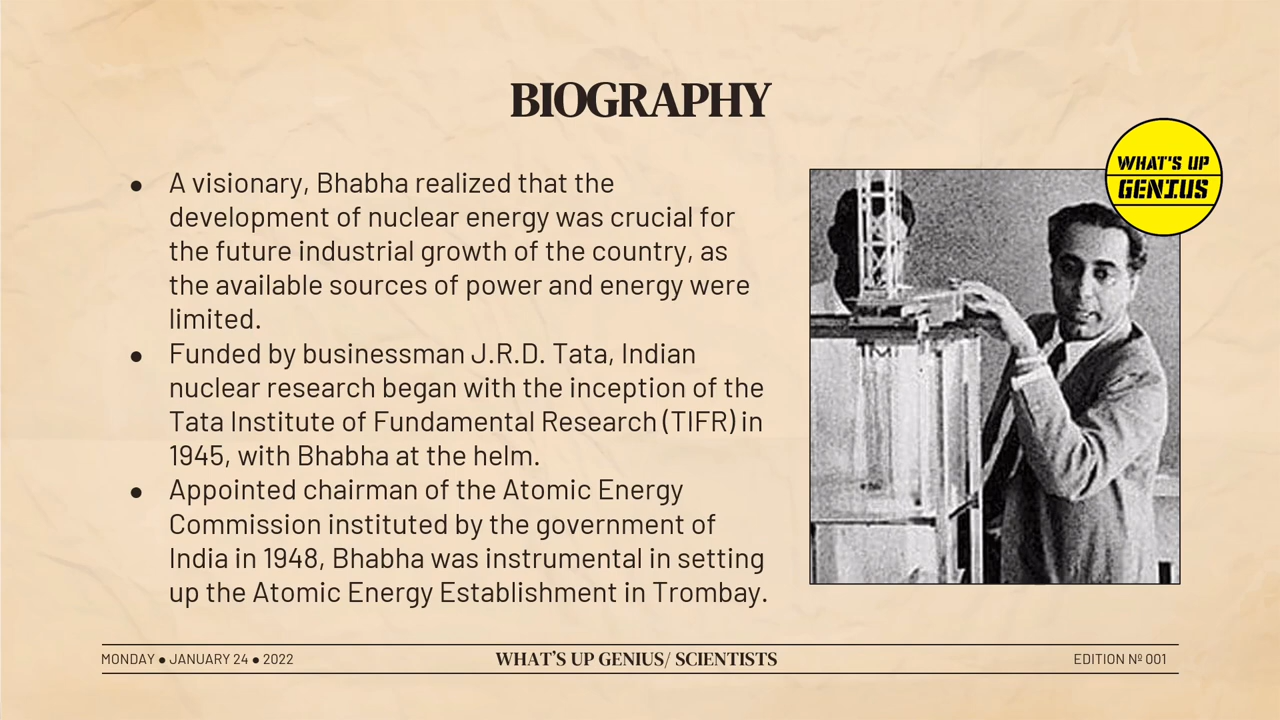 BIOGRAPHY
WHAT'S UP
GENIUS
● A visionary, Bhabha realized that the
development of nuclear energy was crucial for
the future industrial growth of the country, as
the available sources of power and energy were
limited.
● Funded by businessman J.R.D. Tata, Indian
nuclear research began with the inception of the
Tata Institute of Fundamental Research (TIFR) in
1945, with Bhabha at the helm.
● Appointed chairman of the Atomic Energy
Commission instituted by the government of
India in 1948, Bhabha was instrumental in setting
up the Atomic Energy Establishment in Trombay.
MONDAY ● JANUARY 24 ● 2022
WHAT'S UP GENIUS/ SCIENTISTS
EDITION Nº 001